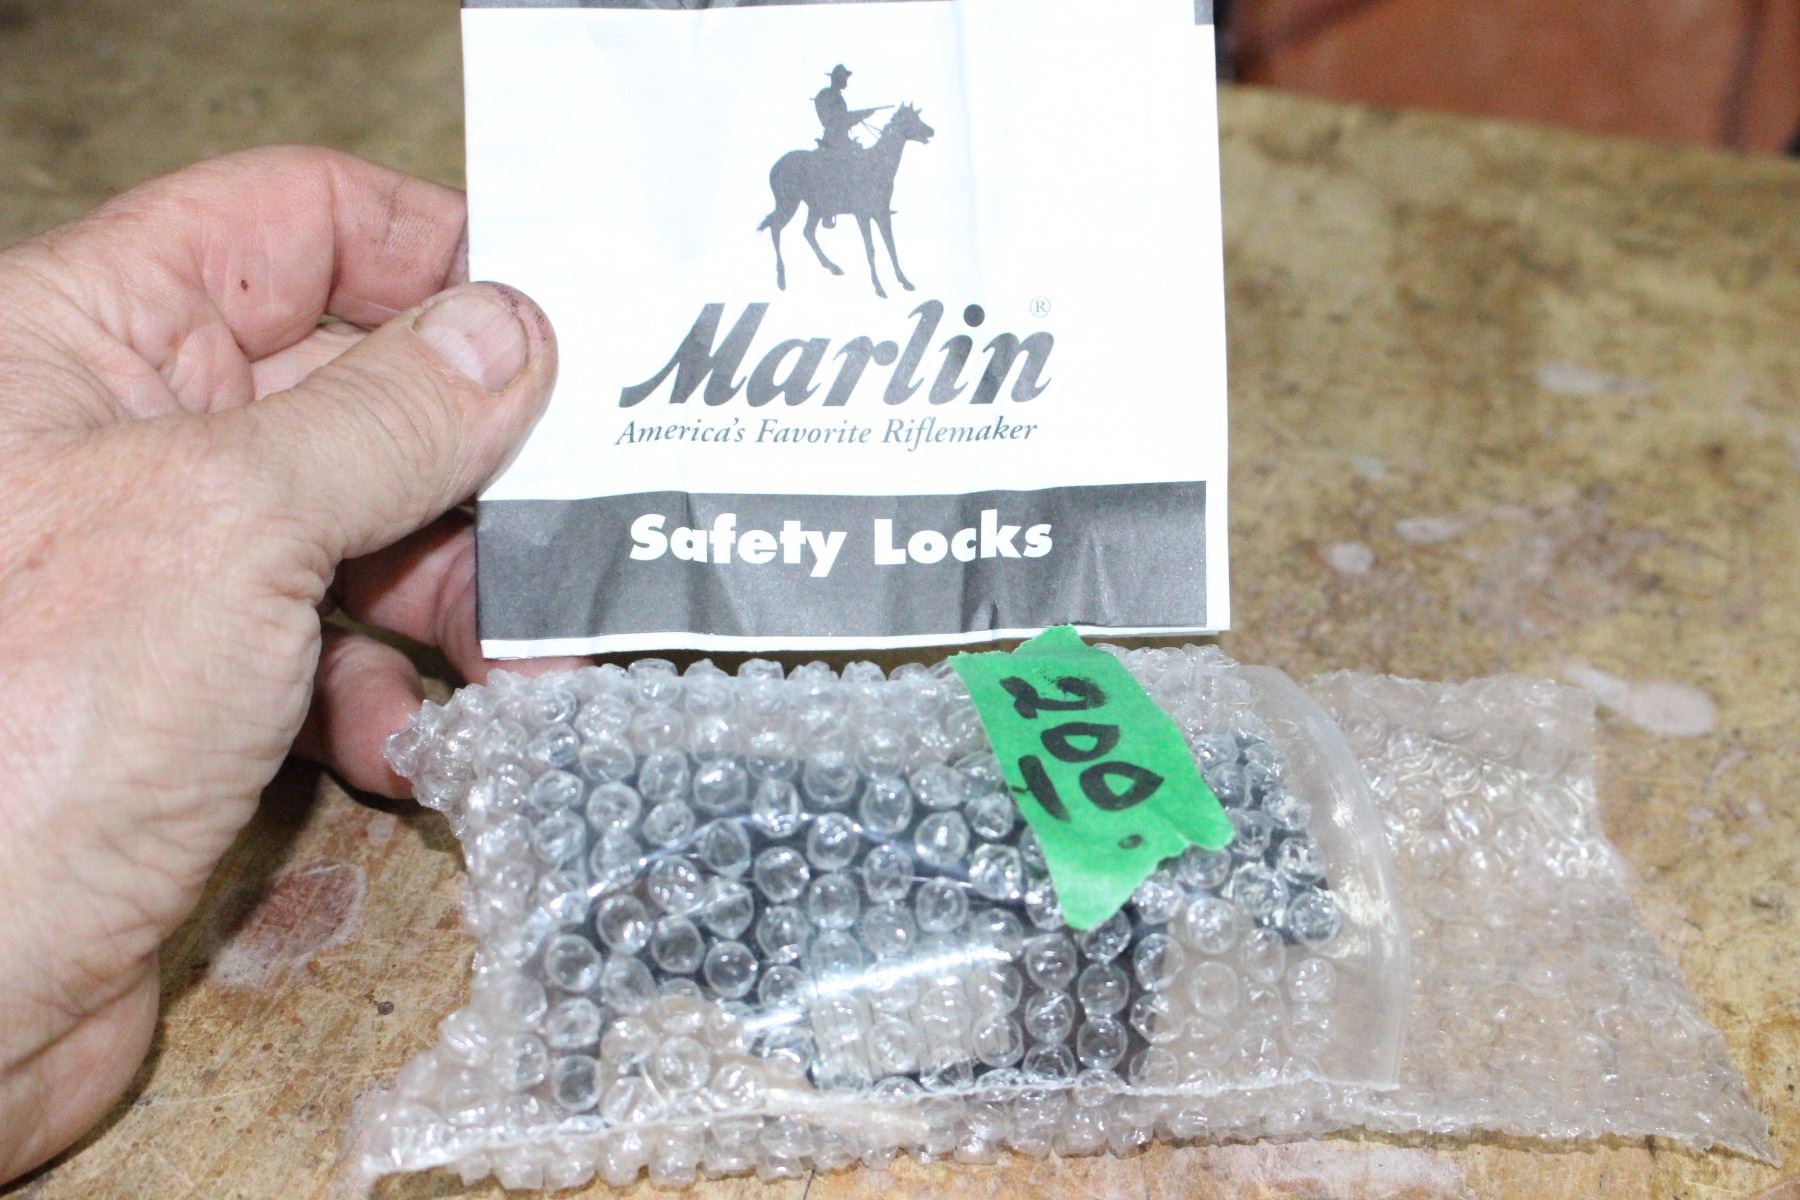 Marlin®
America's Favorite Riflemaker
Safety Locks
200.